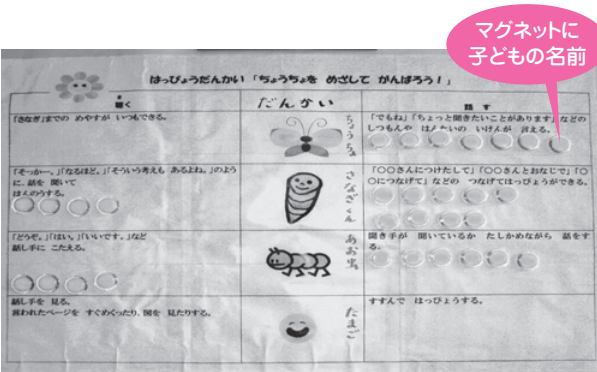 マグネットに
子どもの名前
はっぴょうだんかい「ちょうちょを めざして がんばろう！」
聴く
だんかい
話す
「さなぎ」までの めやすが いつもできる。
ちょうちょ
「でもね」「ちょっと聞きたいことがあります」などの
しつもんや はんたいの いけんが 言える。
「そっかー。」「なるほど。」「そういう考えも あるよね。」のよう
に、話を 聞いて
はんのうする。
さなぎくん
「〇〇さんにつけたして」「〇〇さんとおなじで」「〇
〇につなげて」などの つなげてはっぴょうができる。
「どうぞ。」「はい。」「いいです。」など
話し手に こたえる。
あお虫
聞き手が 聞いているか たしかめながら 話をす
る。
話し手を 見る。
言われたページを すぐめくったり、図を 見たりする。
たまご
すすんで はっぴょうする。